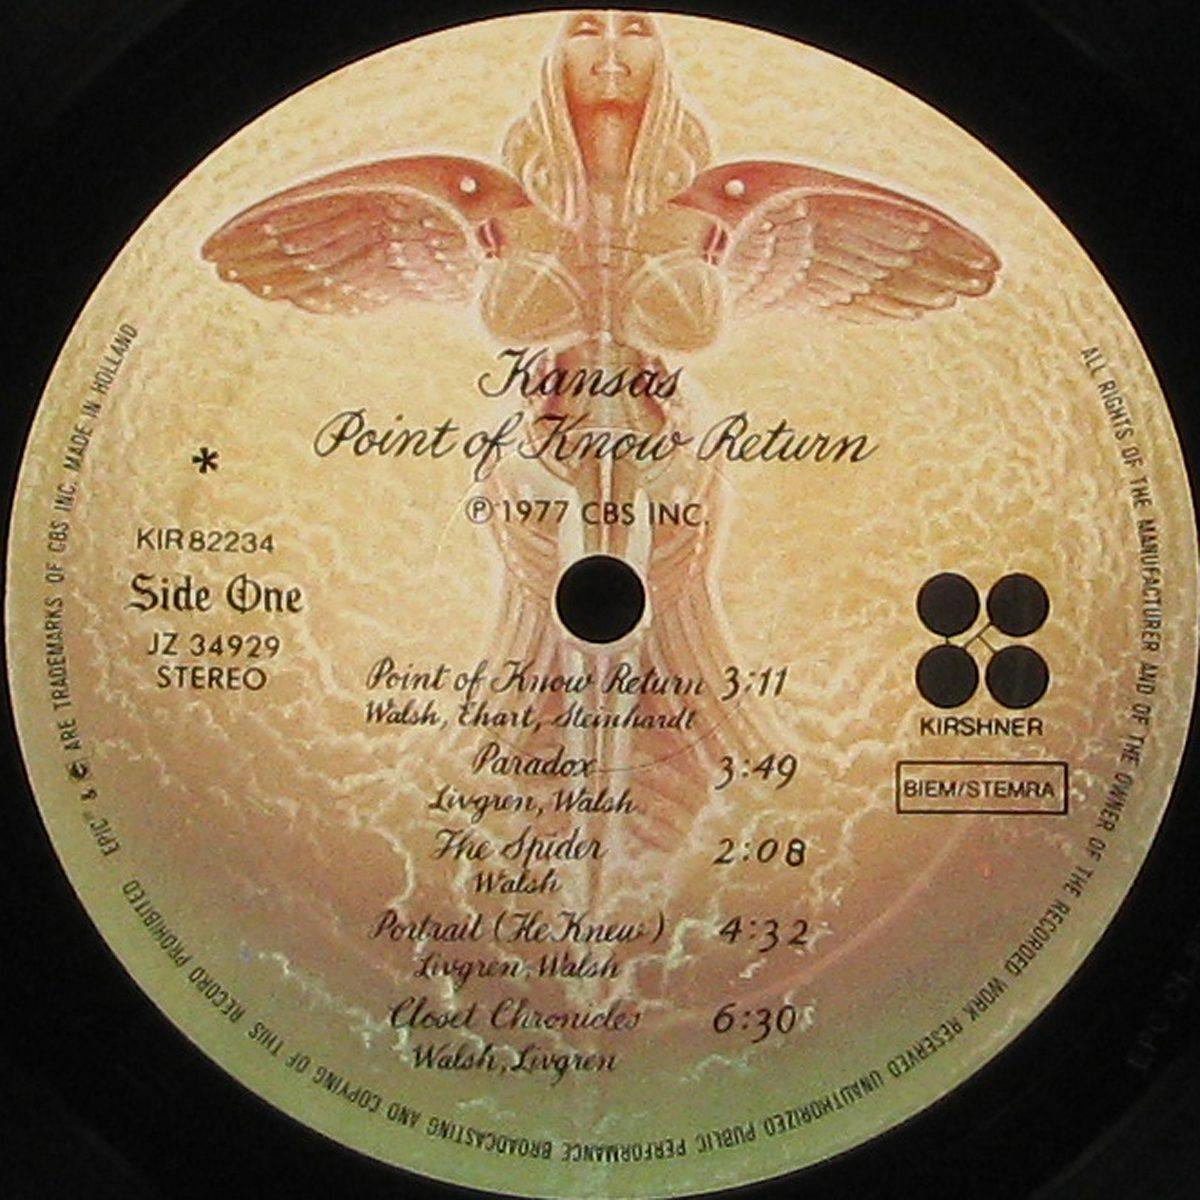 Kansas
Point of Know Return
Ⓟ 1977 CBS INC.
*
KIR 82234
Side One
JZ 34929
STEREO
KIRSHNER
BIEM/STEMRA
Point of Know Return 3:11
Walsh, Ehart, Steinhardt
Paradox 3:49
Livgren, Walsh
The Spider 2:08
Walsh
Portrait (He Knew) 4:32
Livgren, Walsh
Closet Chronicles 6:30
Walsh, Livgren
ALL RIGHTS OF THE MANUFACTURER AND OF THE OWNER OF THE RECORDED WORK RESERVED UNAUTHORIZED PUBLIC PERFORMANCE BROADCASTING AND COPYING OF THIS RECORD PROHIBITED
EPIC™ & ARE TRADEMARKS OF CBS INC. MADE IN HOLLAND